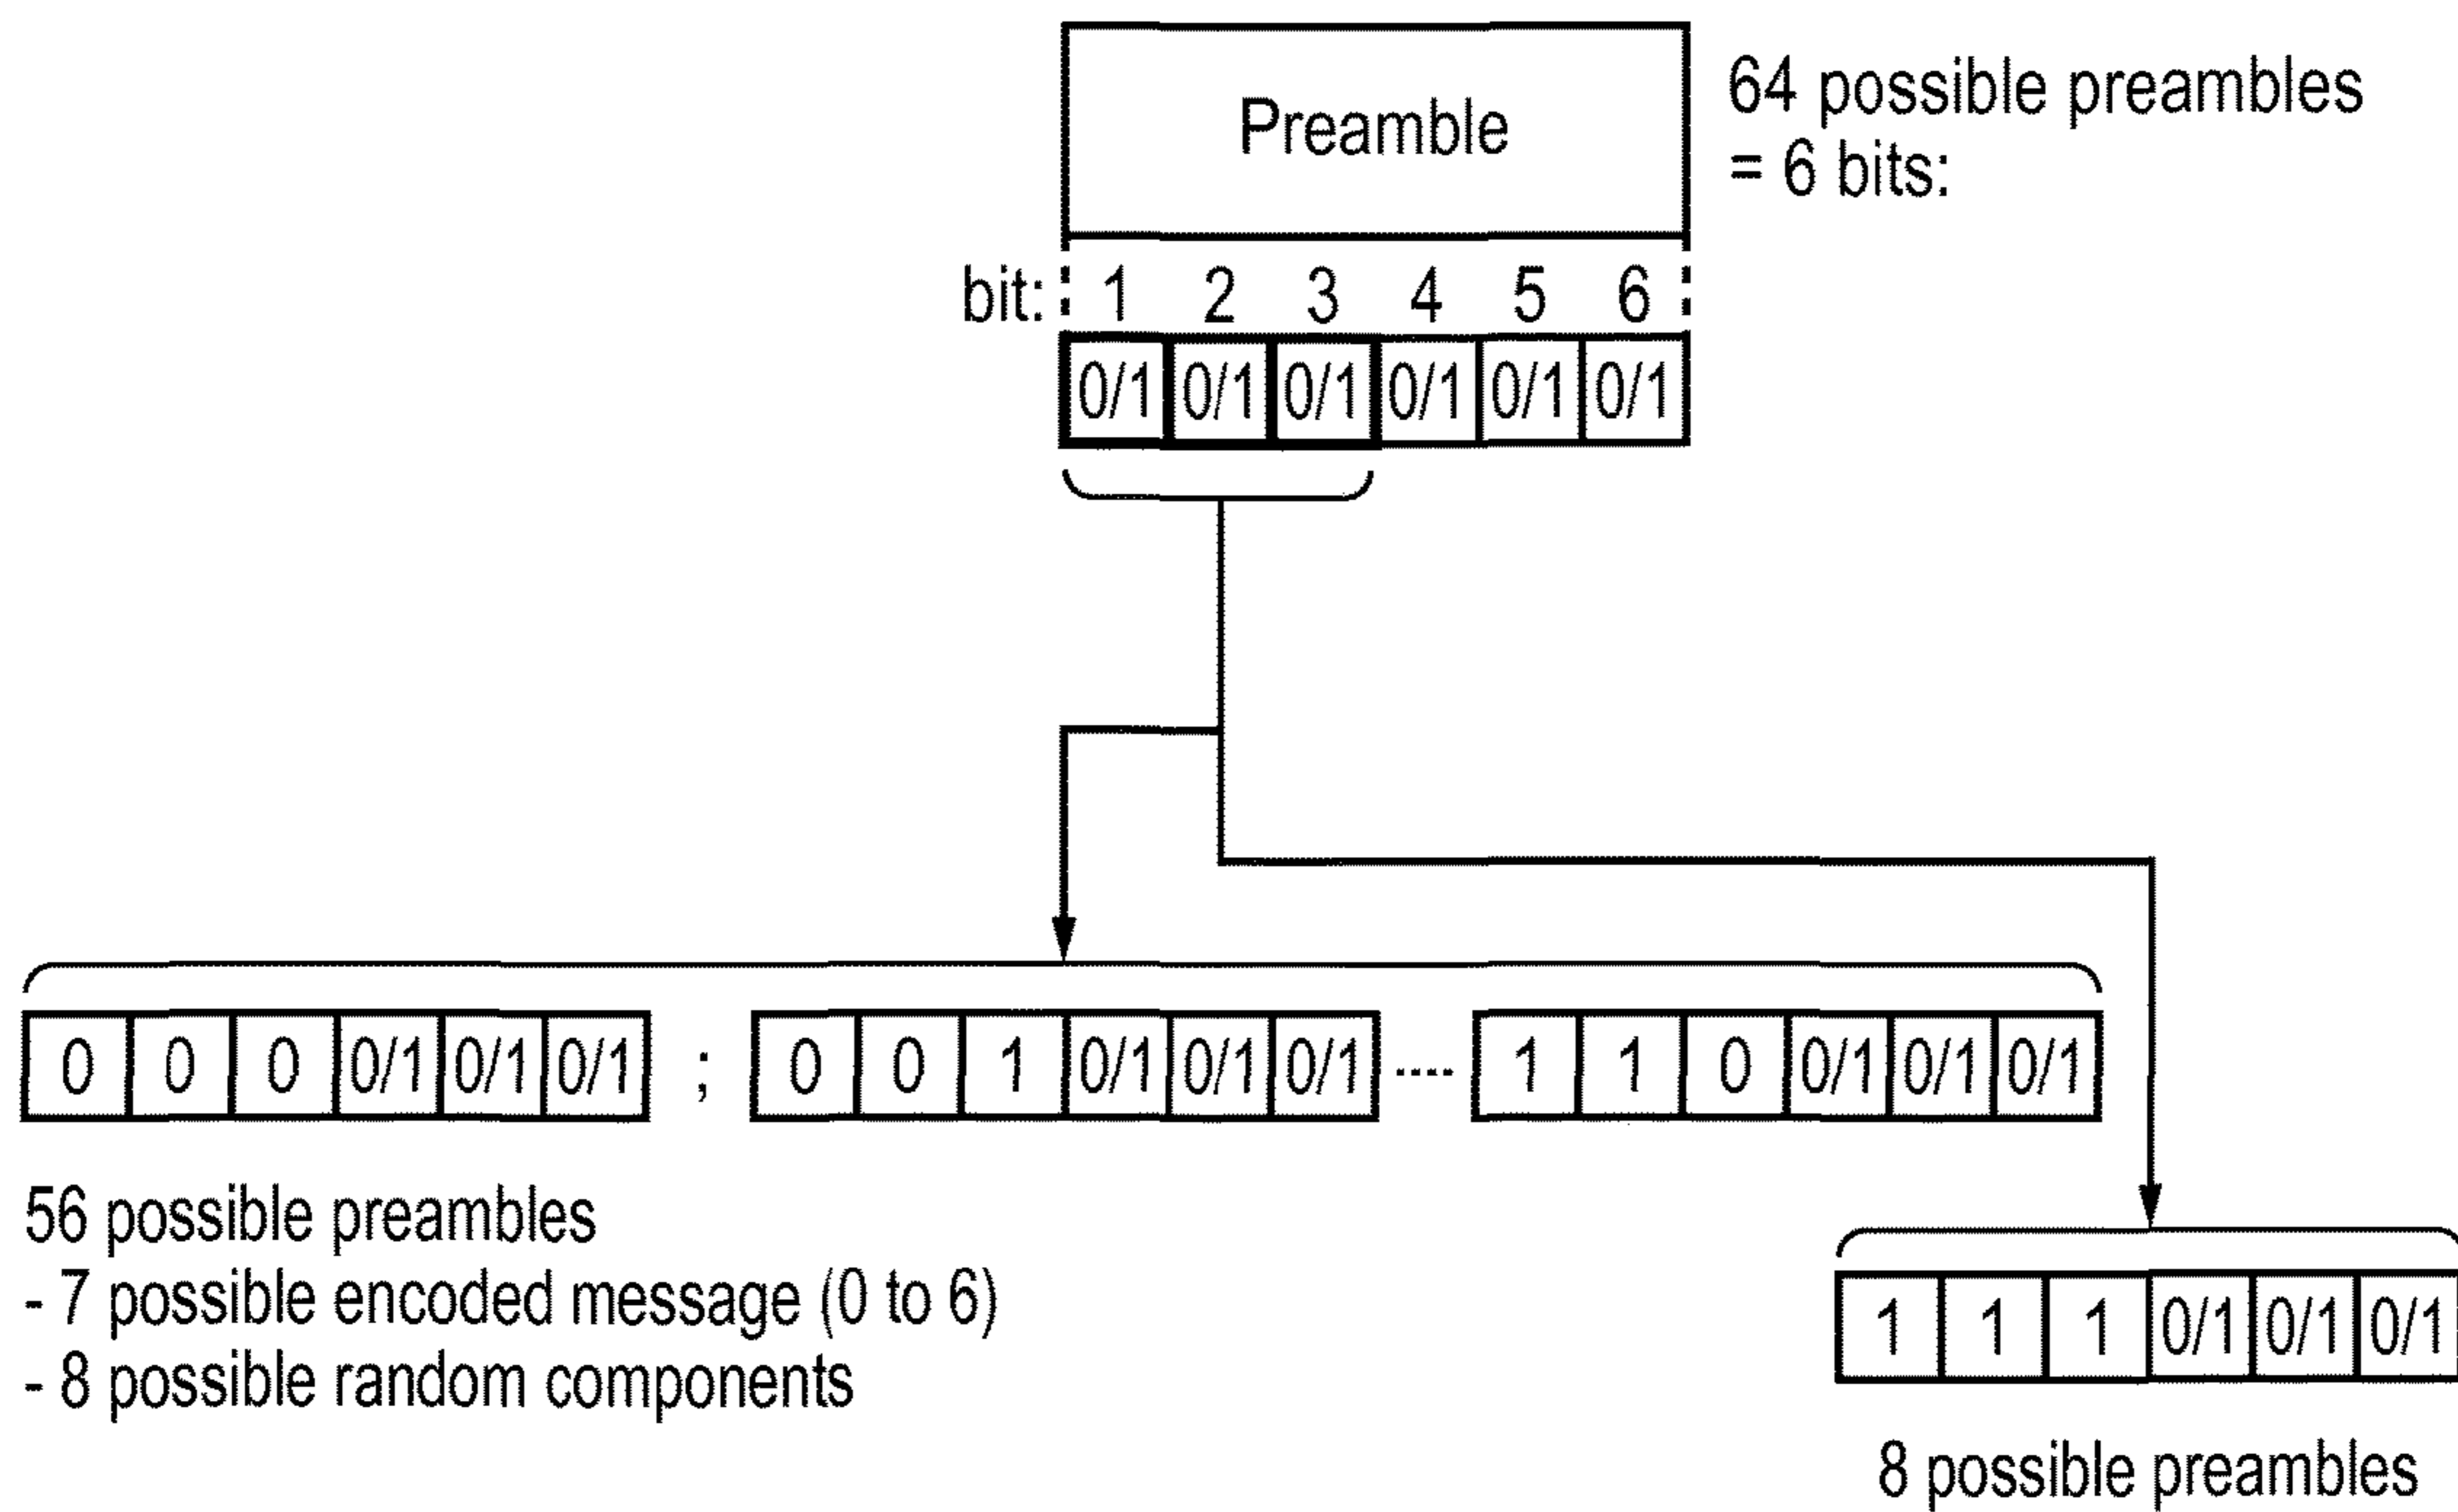 Preamble
64 possible preambles
= 6 bits:
bit: 1 2 3 4 5 6
0/1 0/1 0/1 0/1 0/1 0/1
0 0 0 0/1 0/1 0/1 ; 0 0 1 0/1 0/1 0/1 .... 1 1 0 0/1 0/1 0/1
56 possible preambles
- 7 possible encoded message (0 to 6)
- 8 possible random components
1 1 1 0/1 0/1 0/1
8 possible preambles